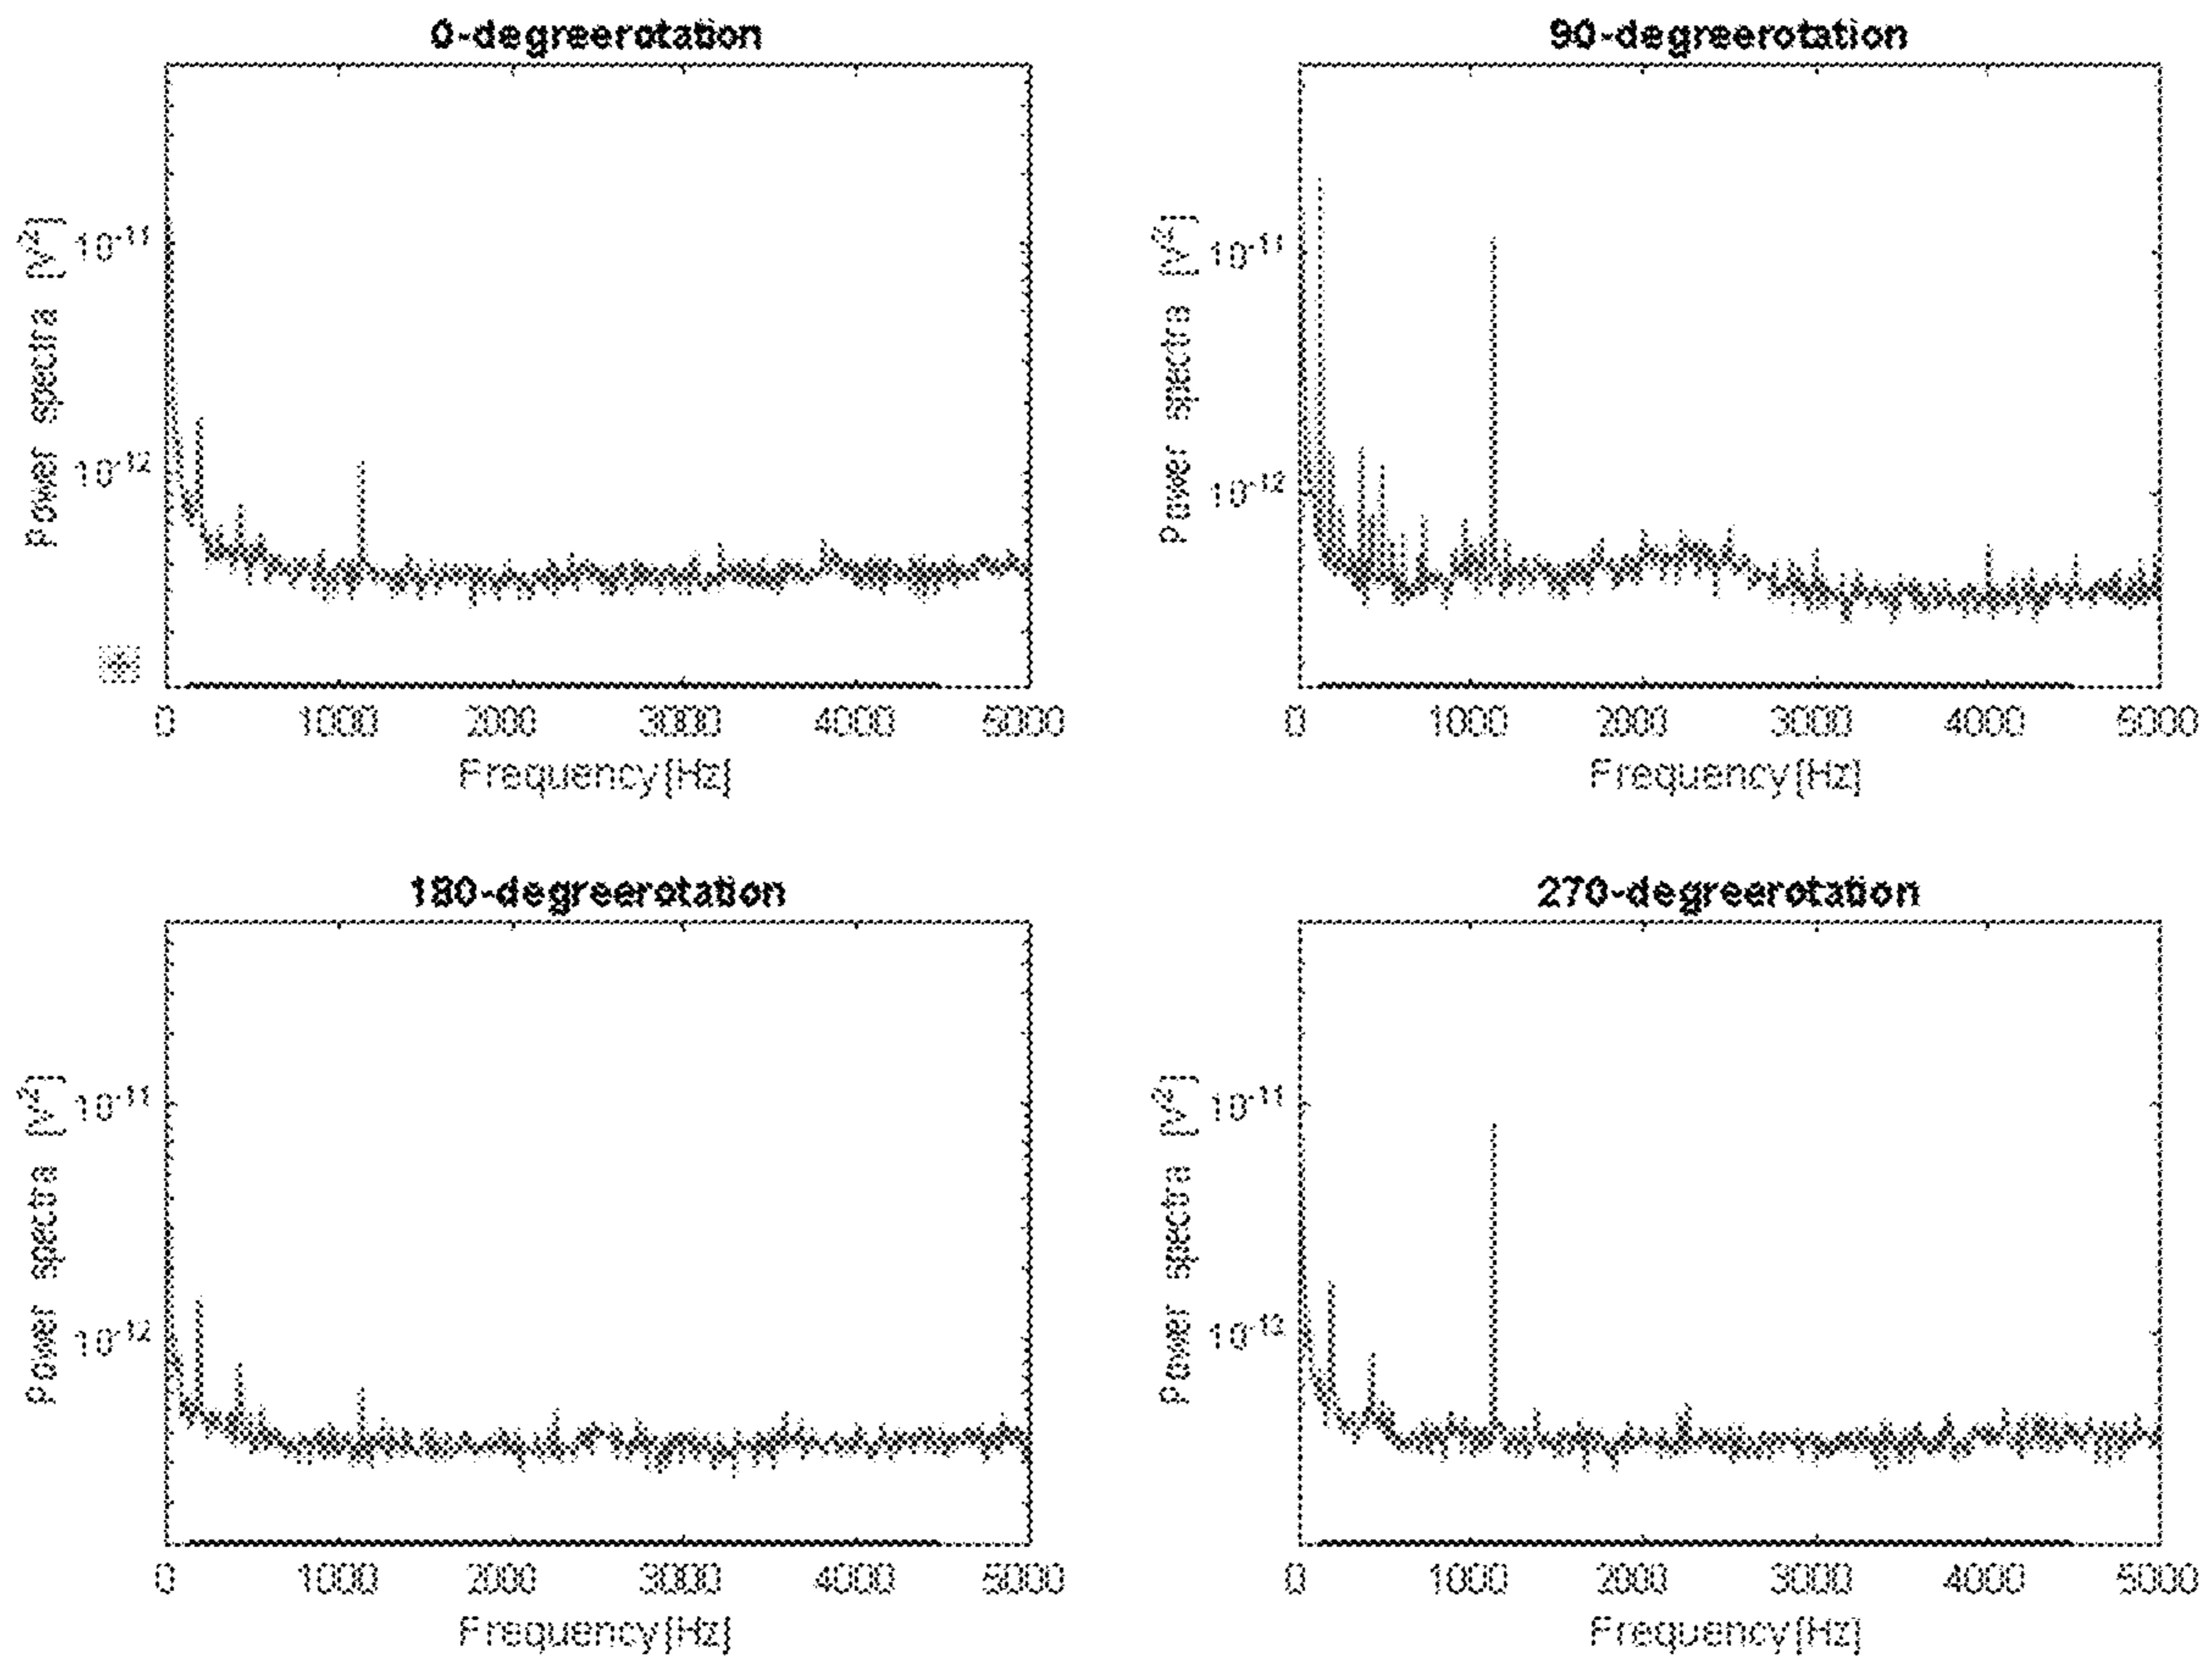 0-degreerotation
Power spectra [V²]
10⁻¹¹
10⁻¹²
0 1000 2000 3000 4000 5000
Frequency[Hz]
90-degreerotation
Power spectra [V²]
10⁻¹¹
10⁻¹²
0 1000 2000 3000 4000 5000
Frequency[Hz]
180-degreerotation
Power spectra [V²]
10⁻¹¹
10⁻¹²
0 1000 2000 3000 4000 5000
Frequency[Hz]
270-degreerotation
Power spectra [V²]
10⁻¹¹
10⁻¹²
0 1000 2000 3000 4000 5000
Frequency[Hz]